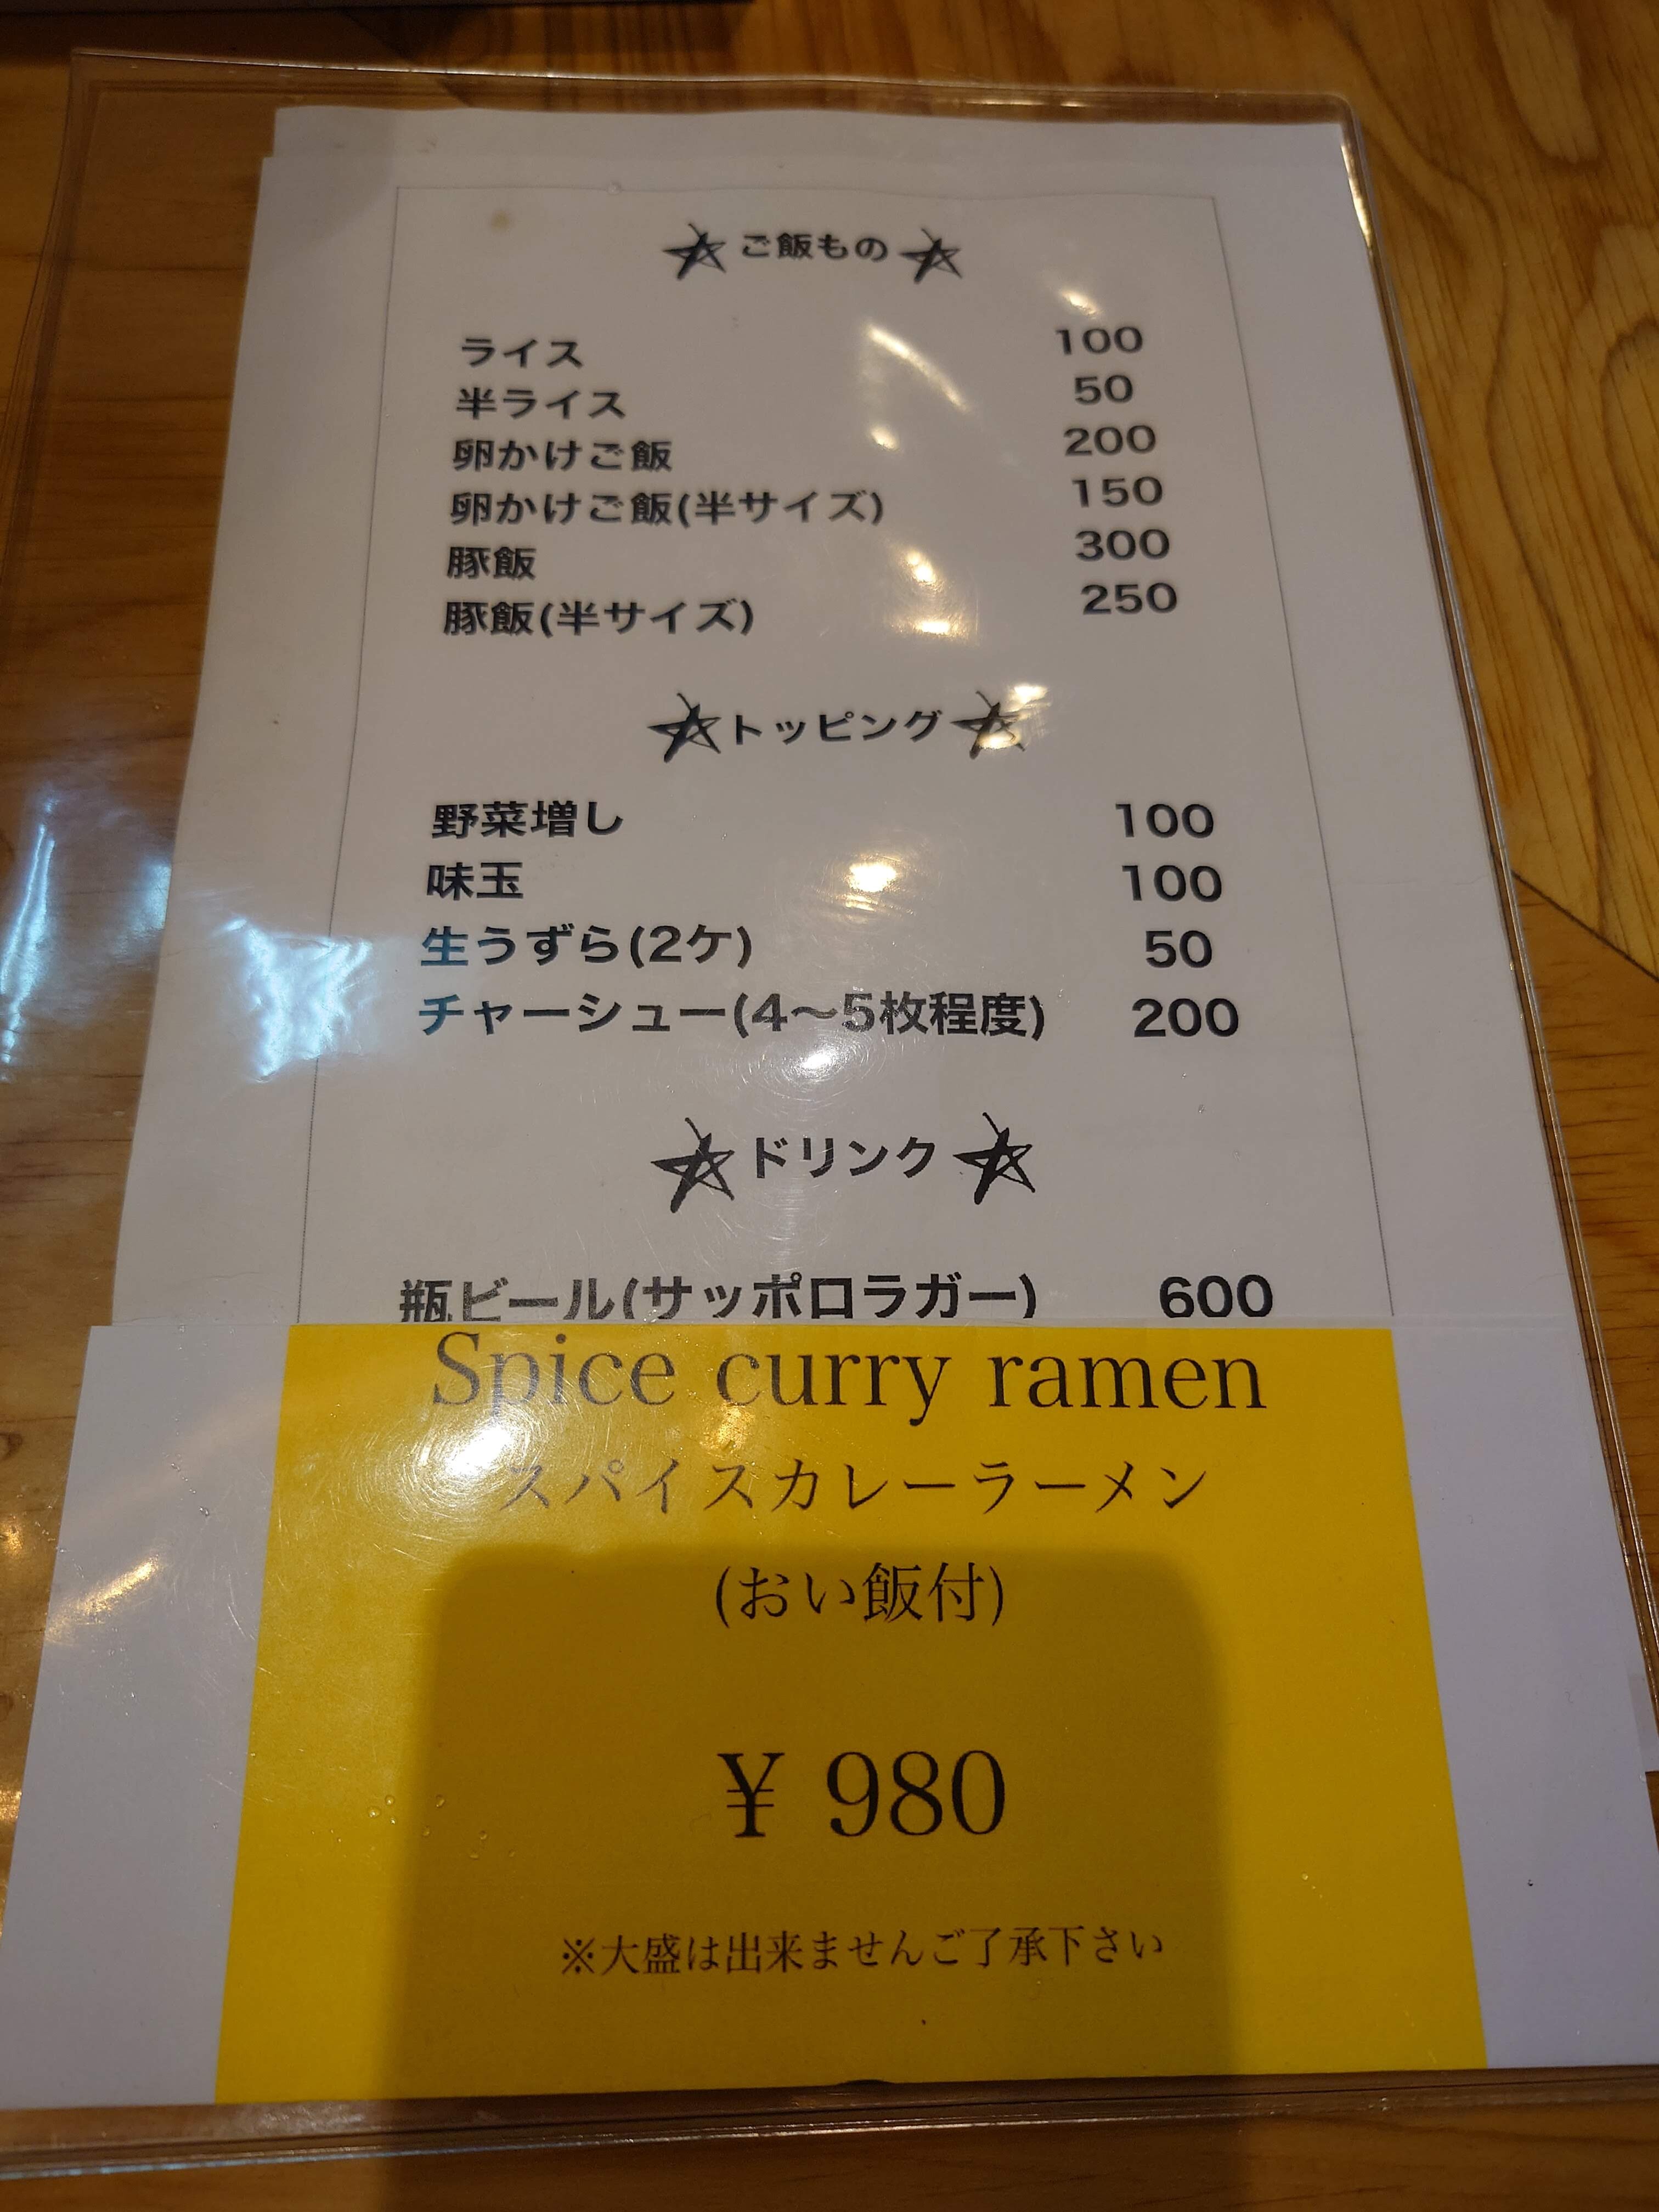 ☆ご飯もの☆
ライス 100
半ライス 50
卵かけご飯 200
卵かけご飯(半サイズ) 150
豚飯 300
豚飯(半サイズ) 250
☆トッピング☆
野菜増し 100
味玉 100
生うずら(2ケ) 50
チャーシュー(4〜5枚程度) 200
☆ドリンク☆
瓶ビール(サッポロラガー) 600
Spice curry ramen
スパイスカレーラーメン
(おい飯付)
¥ 980
※大盛は出来ませんご了承下さい